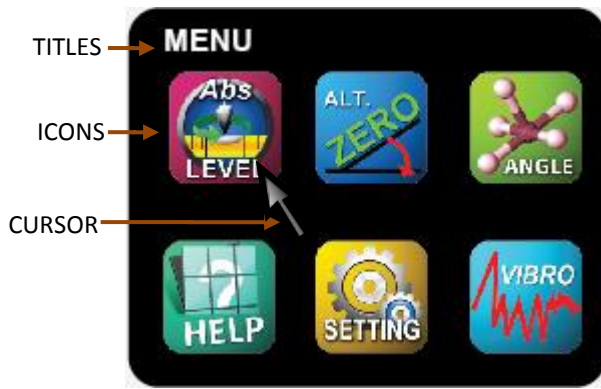 TITLES
MENU
ICONS
Abs
LEVEL
ALT.
ZERO
ANGLE
CURSOR
?
HELP
SETTING
VIBRO